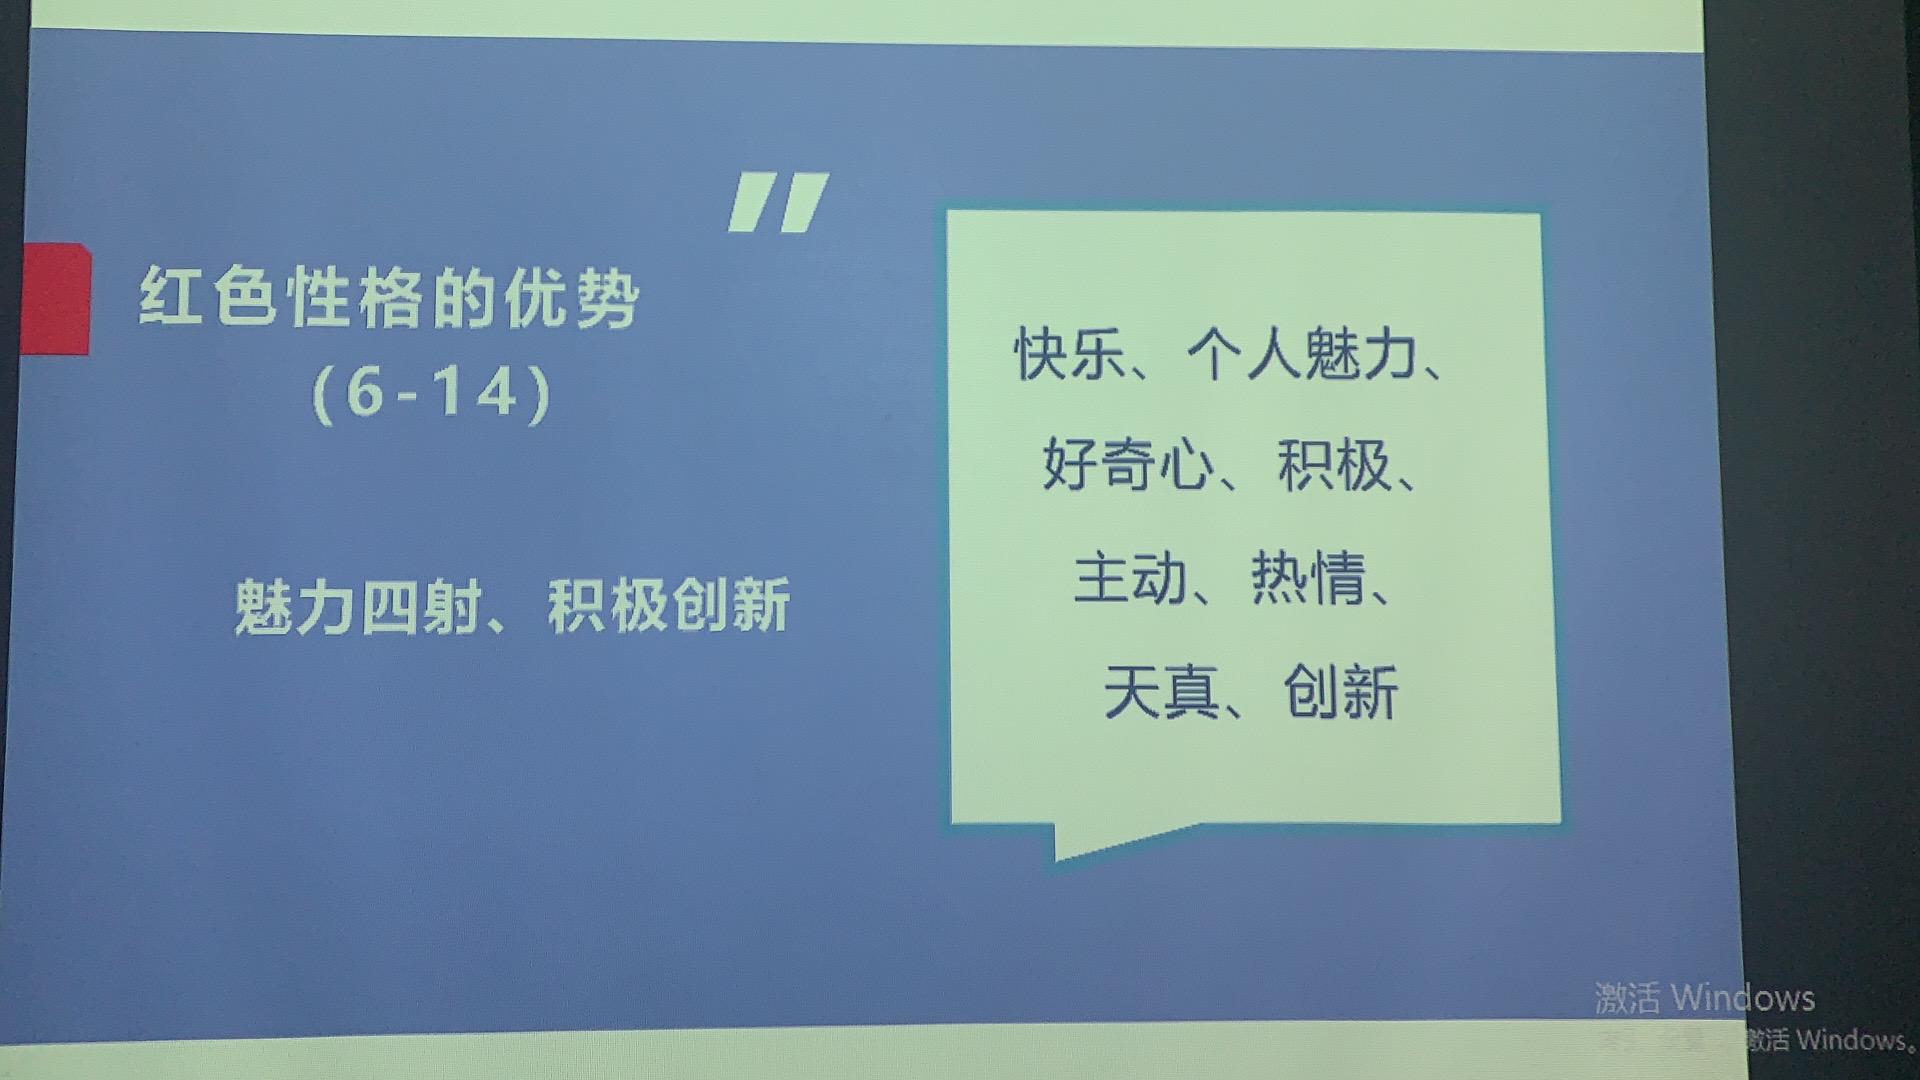 "
红色性格的优势
(6-14)
魅力四射、积极创新
快乐、个人魅力、
好奇心、积极、
主动、热情、
天真、创新
激活 Windows
激活 Windows。